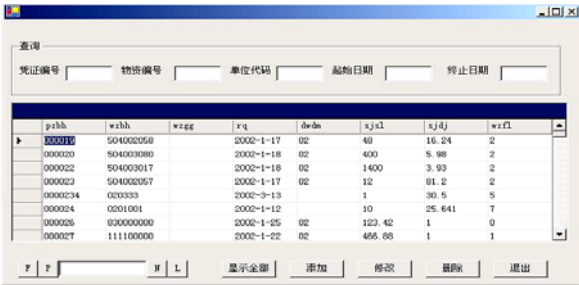 查询
凭证编号 物资编号 单位代码 起始日期 终止日期
pzbh wzbh wzgg rq dwdm sjsl sjdj wzfl
000019 504002058 2002-1-17 02 40 16.24 2
000020 504003080 2002-1-18 02 400 5.98 2
000022 504003017 2002-1-18 02 1400 3.93 2
000023 504002057 2002-1-17 02 12 81.2 2
0000234 020333 2002-3-13 1 30.5 5
000024 0201001 2002-1-12 10 25.641 7
000026 030000000 2002-1-25 02 123.42 1 0
000027 111100000 2002-1-22 02 466.88 1 1
F P N L 显示全部 添加 修改 删除 退出